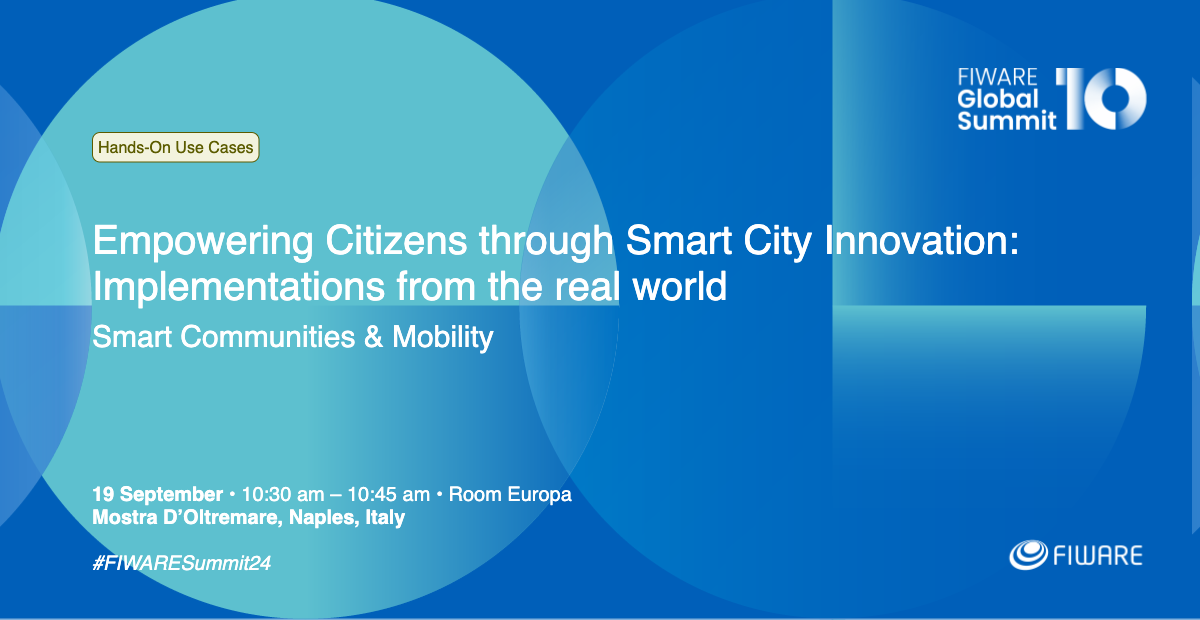 FIWARE
Global
Summit 10
Hands-On Use Cases
Empowering Citizens through Smart City Innovation:
Implementations from the real world
Smart Communities & Mobility
19 September • 10:30 am – 10:45 am • Room Europa
Mostra D’Oltremare, Naples, Italy
#FIWARESummit24
FIWARE